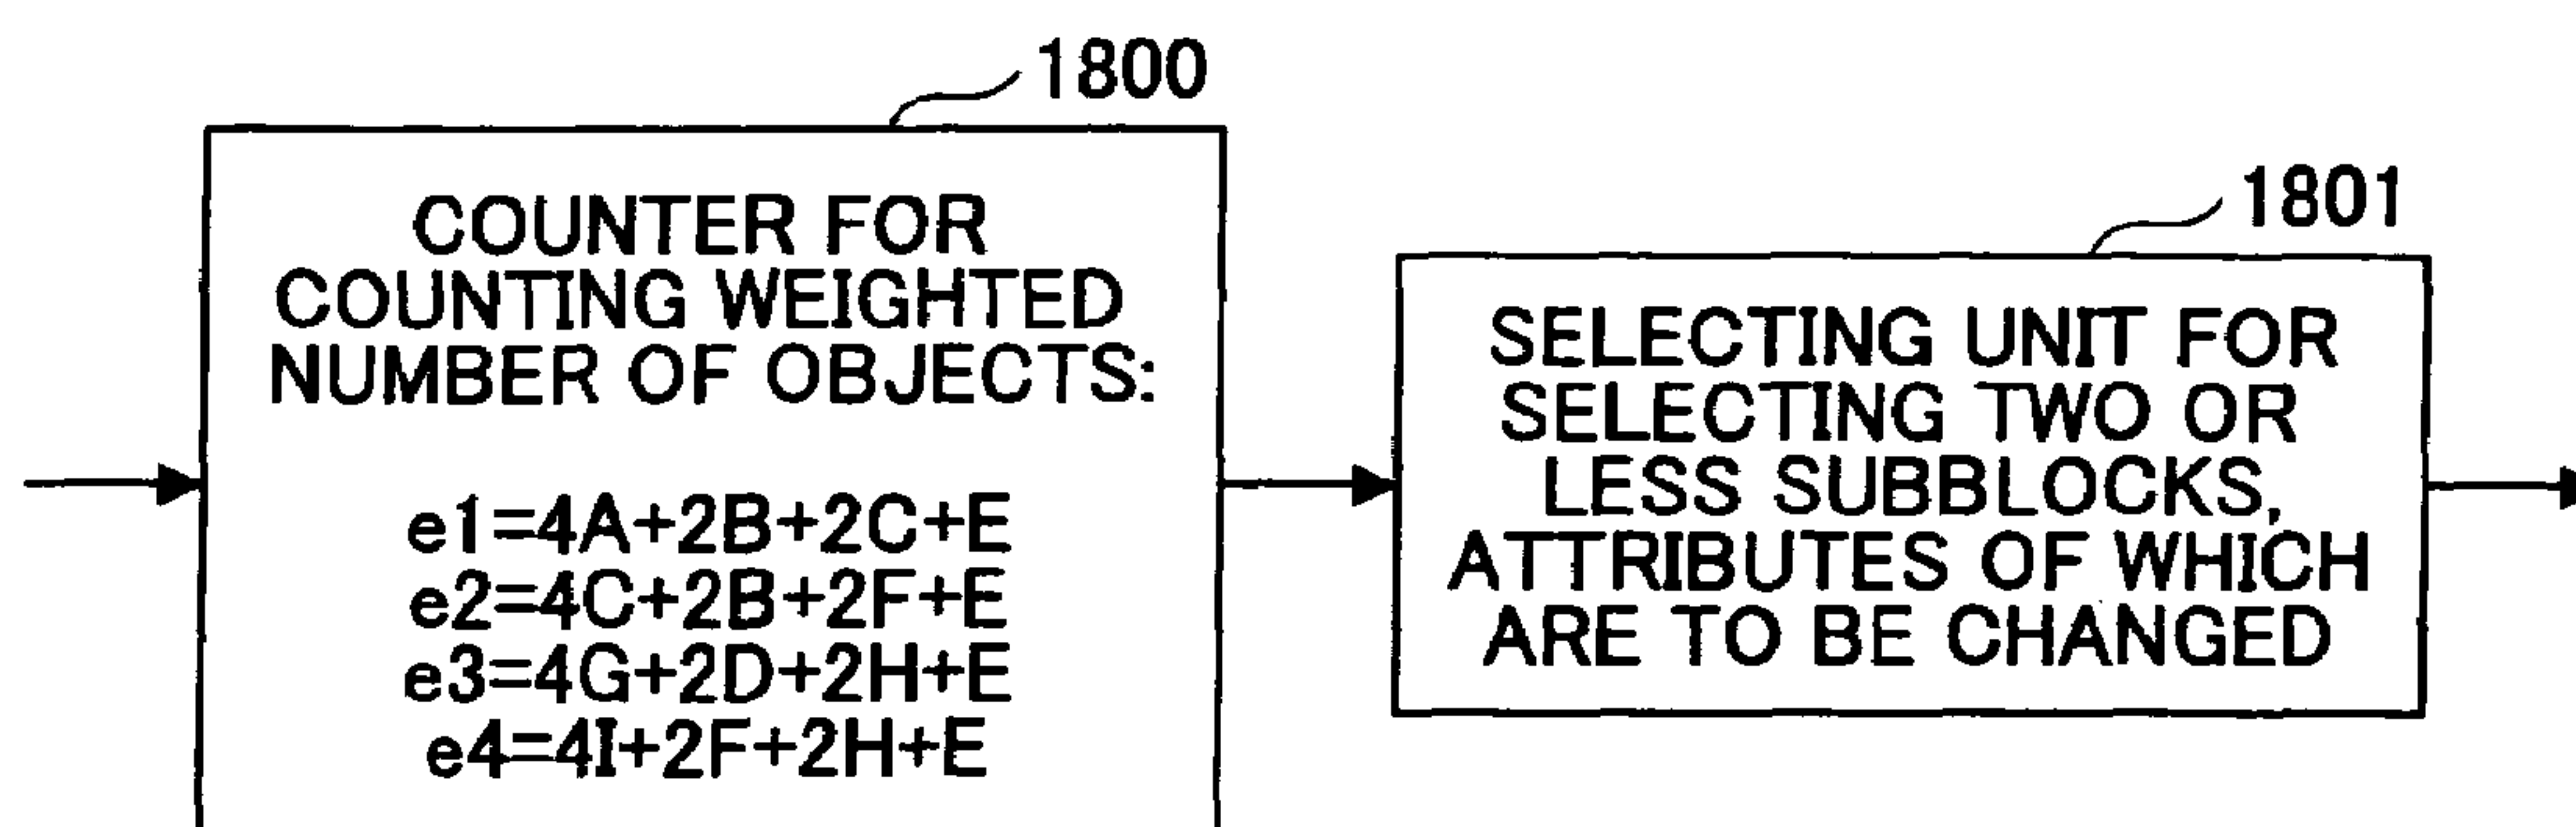 1800
COUNTER FOR
COUNTING WEIGHTED
NUMBER OF OBJECTS:
e1=4A+2B+2C+E
e2=4C+2B+2F+E
e3=4G+2D+2H+E
e4=4I+2F+2H+E
1801
SELECTING UNIT FOR
SELECTING TWO OR
LESS SUBBLOCKS,
ATTRIBUTES OF WHICH
ARE TO BE CHANGED